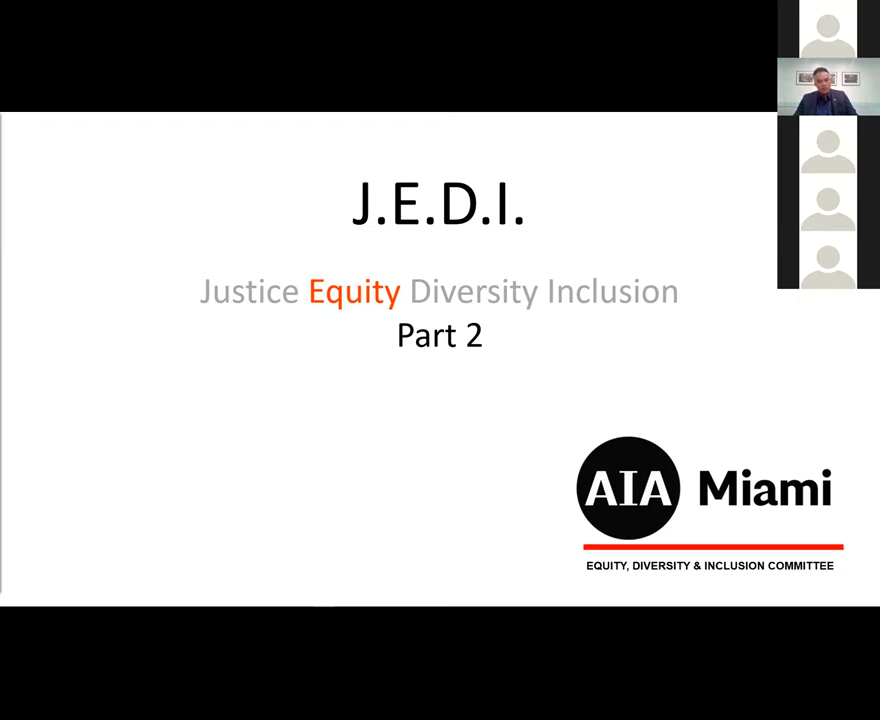 J.E.D.I.
Justice Equity Diversity Inclusion
Part 2
AIA Miami
EQUITY, DIVERSITY & INCLUSION COMMITTEE